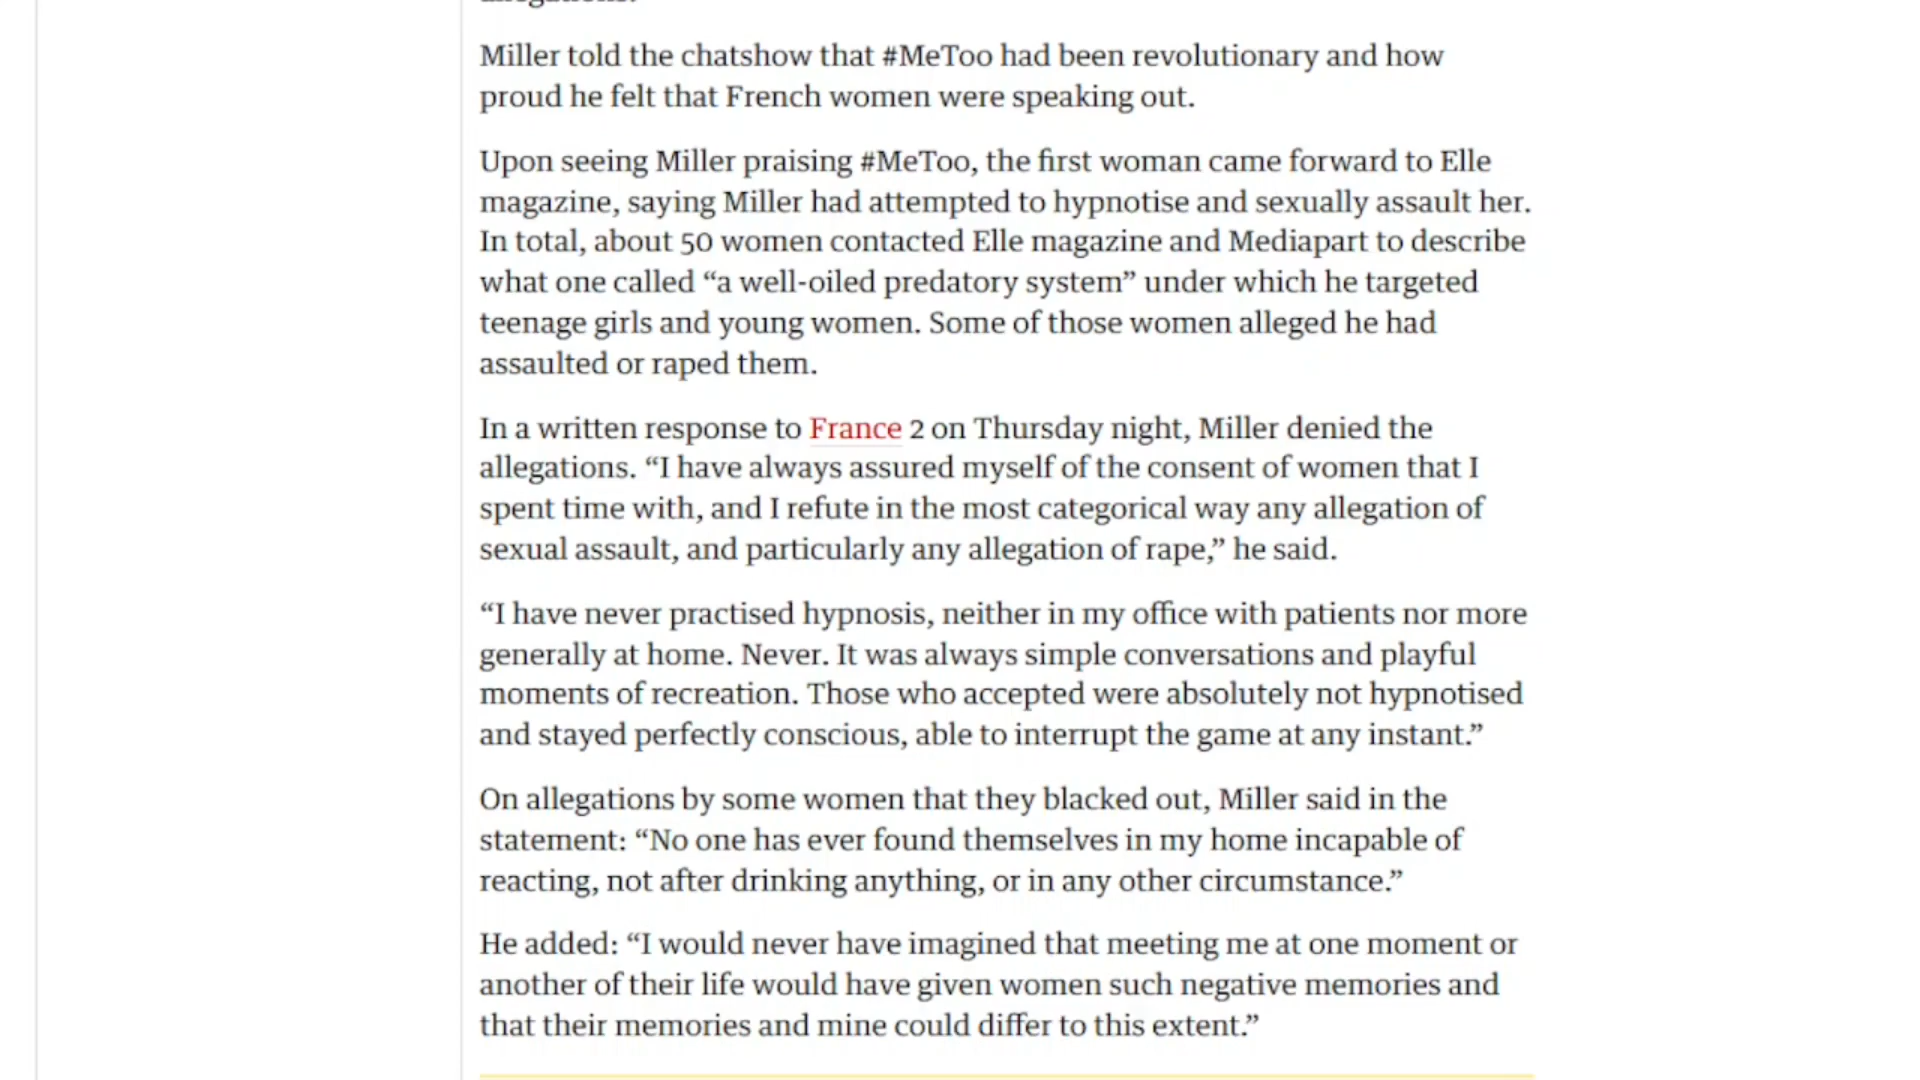 allegations.
Miller told the chatshow that #MeToo had been revolutionary and how
proud he felt that French women were speaking out.
Upon seeing Miller praising #MeToo, the first woman came forward to Elle
magazine, saying Miller had attempted to hypnotise and sexually assault her.
In total, about 50 women contacted Elle magazine and Mediapart to describe
what one called “a well-oiled predatory system” under which he targeted
teenage girls and young women. Some of those women alleged he had
assaulted or raped them.
In a written response to France 2 on Thursday night, Miller denied the
allegations. “I have always assured myself of the consent of women that I
spent time with, and I refute in the most categorical way any allegation of
sexual assault, and particularly any allegation of rape,” he said.
“I have never practised hypnosis, neither in my office with patients nor more
generally at home. Never. It was always simple conversations and playful
moments of recreation. Those who accepted were absolutely not hypnotised
and stayed perfectly conscious, able to interrupt the game at any instant.”
On allegations by some women that they blacked out, Miller said in the
statement: “No one has ever found themselves in my home incapable of
reacting, not after drinking anything, or in any other circumstance.”
He added: “I would never have imagined that meeting me at one moment or
another of their life would have given women such negative memories and
that their memories and mine could differ to this extent.”